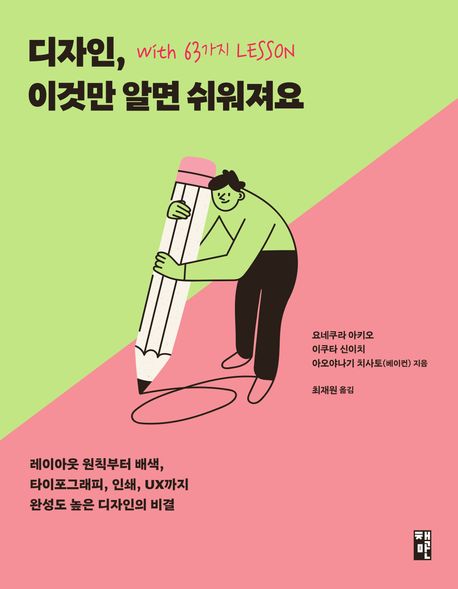 디자인, with 63가지 LESSON
이것만 알면 쉬워져요
요네쿠라 아키오
이쿠타 신이치
아오야나기 치사토(베이컨) 지음
최재원 옮김
레이아웃 원칙부터 배색,
타이포그래피, 인쇄, UX까지
완성도 높은 디자인의 비결
책만